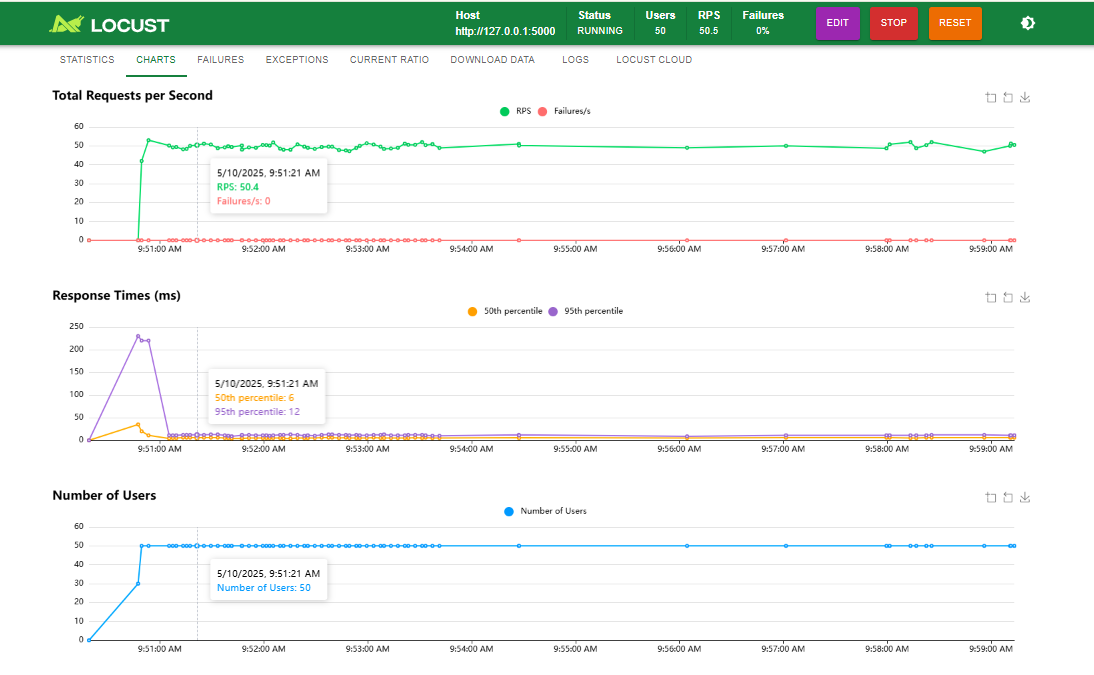 LOCUST
Host
http://127.0.0.1:5000
Status
RUNNING
Users
50
RPS
50.5
Failures
0%
EDIT
STOP
RESET
STATISTICS CHARTS FAILURES EXCEPTIONS CURRENT RATIO DOWNLOAD DATA LOGS LOCUST CLOUD
Total Requests per Second
RPS Failures/s
60
50
40
30
20
10
0
5/10/2025, 9:51:21 AM
RPS: 50.4
Failures/s: 0
9:51:00 AM 9:52:00 AM 9:53:00 AM 9:54:00 AM 9:55:00 AM 9:56:00 AM 9:57:00 AM 9:58:00 AM 9:59:00 AM
Response Times (ms)
50th percentile 95th percentile
250
200
150
100
50
0
5/10/2025, 9:51:21 AM
50th percentile: 6
95th percentile: 12
9:51:00 AM 9:52:00 AM 9:53:00 AM 9:54:00 AM 9:55:00 AM 9:56:00 AM 9:57:00 AM 9:58:00 AM 9:59:00 AM
Number of Users
Number of Users
60
50
40
30
20
10
0
5/10/2025, 9:51:21 AM
Number of Users: 50
9:51:00 AM 9:52:00 AM 9:53:00 AM 9:54:00 AM 9:55:00 AM 9:56:00 AM 9:57:00 AM 9:58:00 AM 9:59:00 AM